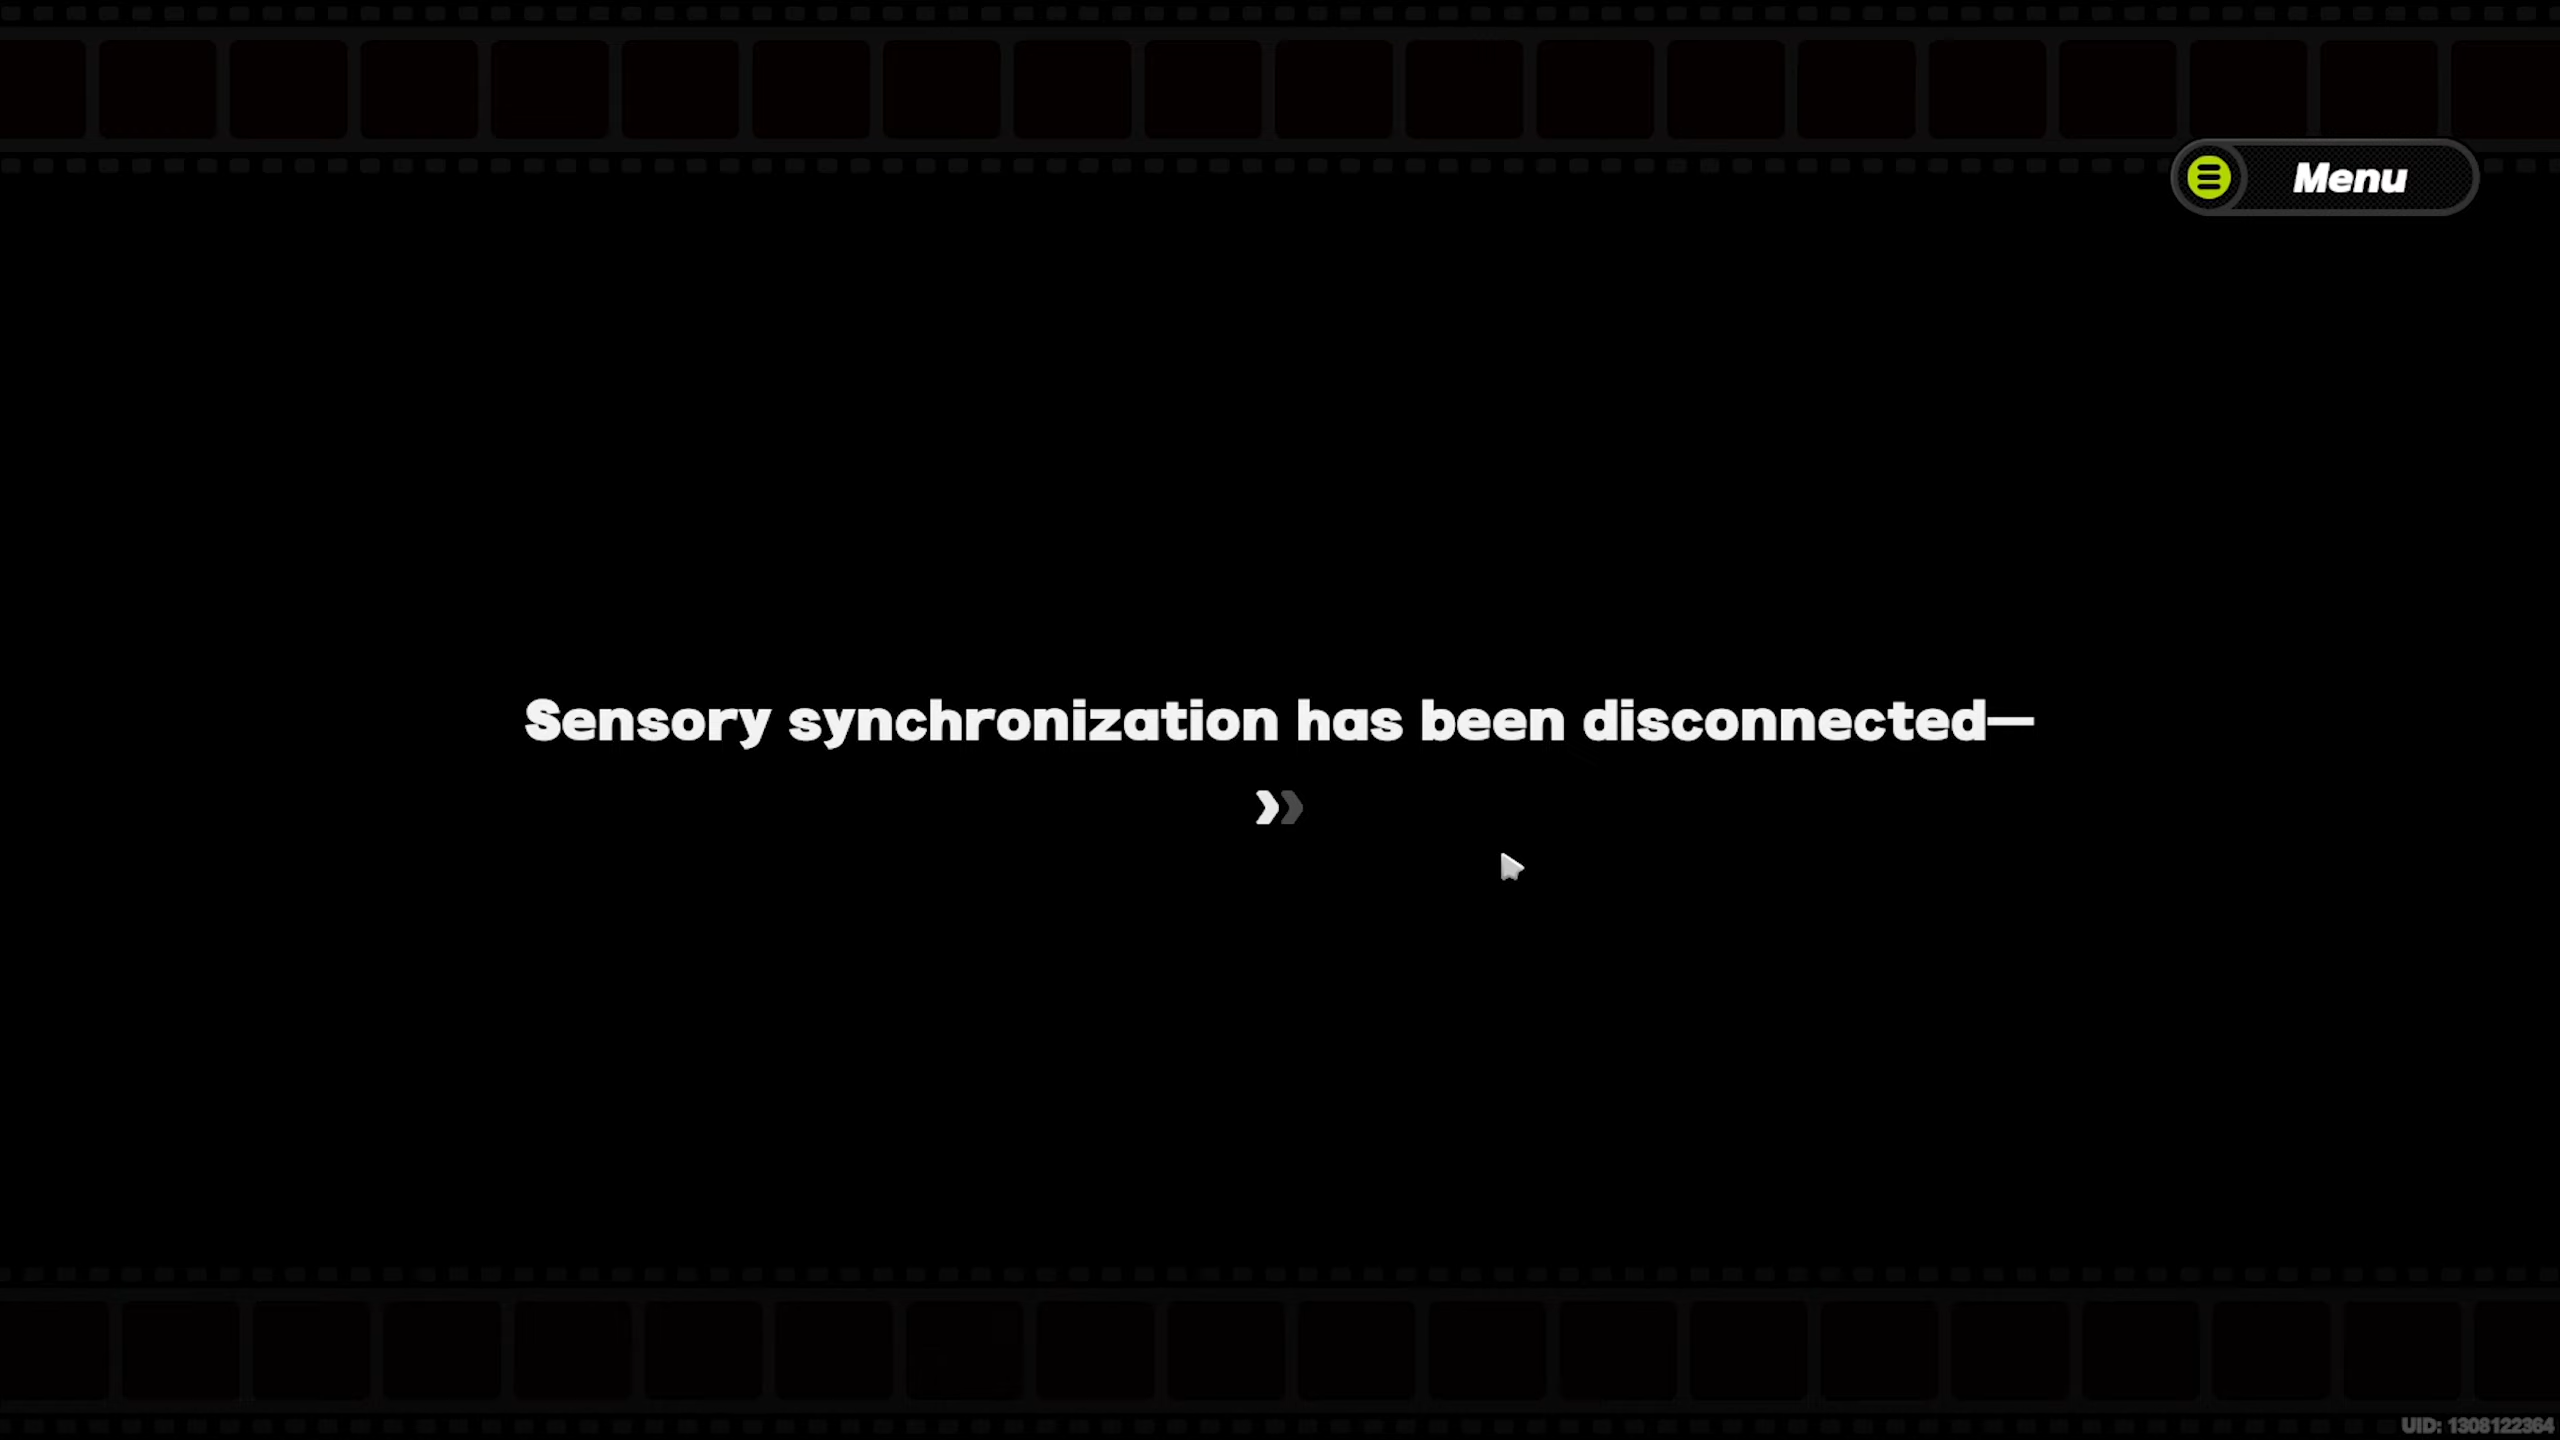 Menu
Sensory synchronization has been disconnected—
UID: 1308122364